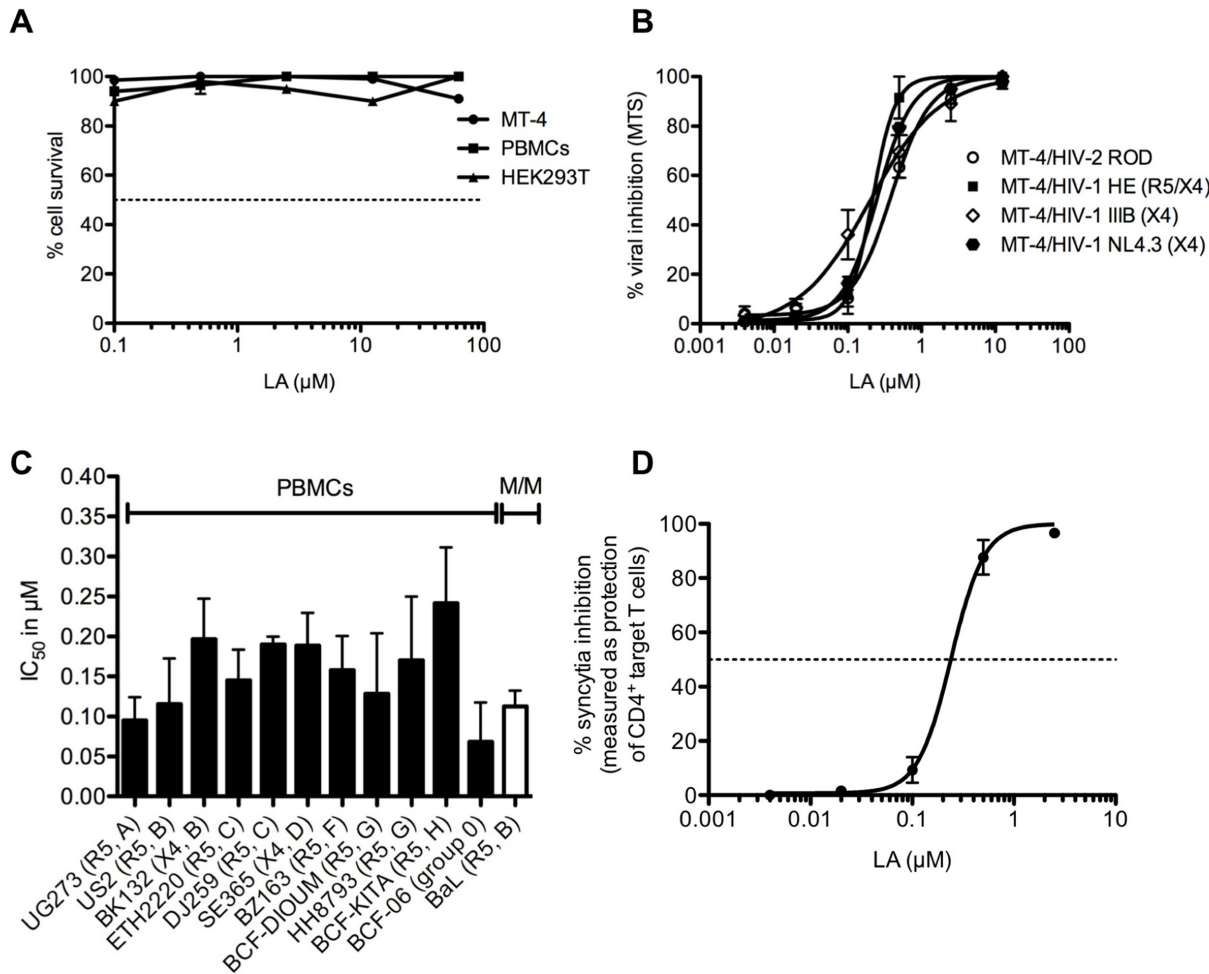 A
100
80
60
40
20
0
% cell survival
0.1
1
10
100
LA (µM)
MT-4
PBMCs
HEK293T
B
100
80
60
40
20
0
% viral inhibition (MTS)
0.001
0.01
0.1
1
10
100
LA (µM)
MT-4/HIV-2 ROD
MT-4/HIV-1 HE (R5/X4)
MT-4/HIV-1 IIIB (X4)
MT-4/HIV-1 NL4.3 (X4)
C
0.40
0.35
0.30
0.25
0.20
0.15
0.10
0.05
0.00
IC50 in µM
PBMCs
M/M
UG273 (R5, A)
US2 (R5, B)
BK132 (X4, B)
ETH2220 (R5, C)
DJ259 (R5, C)
SE365 (X4, D)
BZ163 (R5, F)
BCF-DIOUM (R5, G)
HH8793 (R5, G)
BCF-KITA (R5, H)
BCF-06 (group 0)
BaL (R5, B)
D
100
80
60
40
20
0
% syncytia inhibition
(measured as protection
of CD4+ target T cells)
0.001
0.01
0.1
1
10
LA (µM)